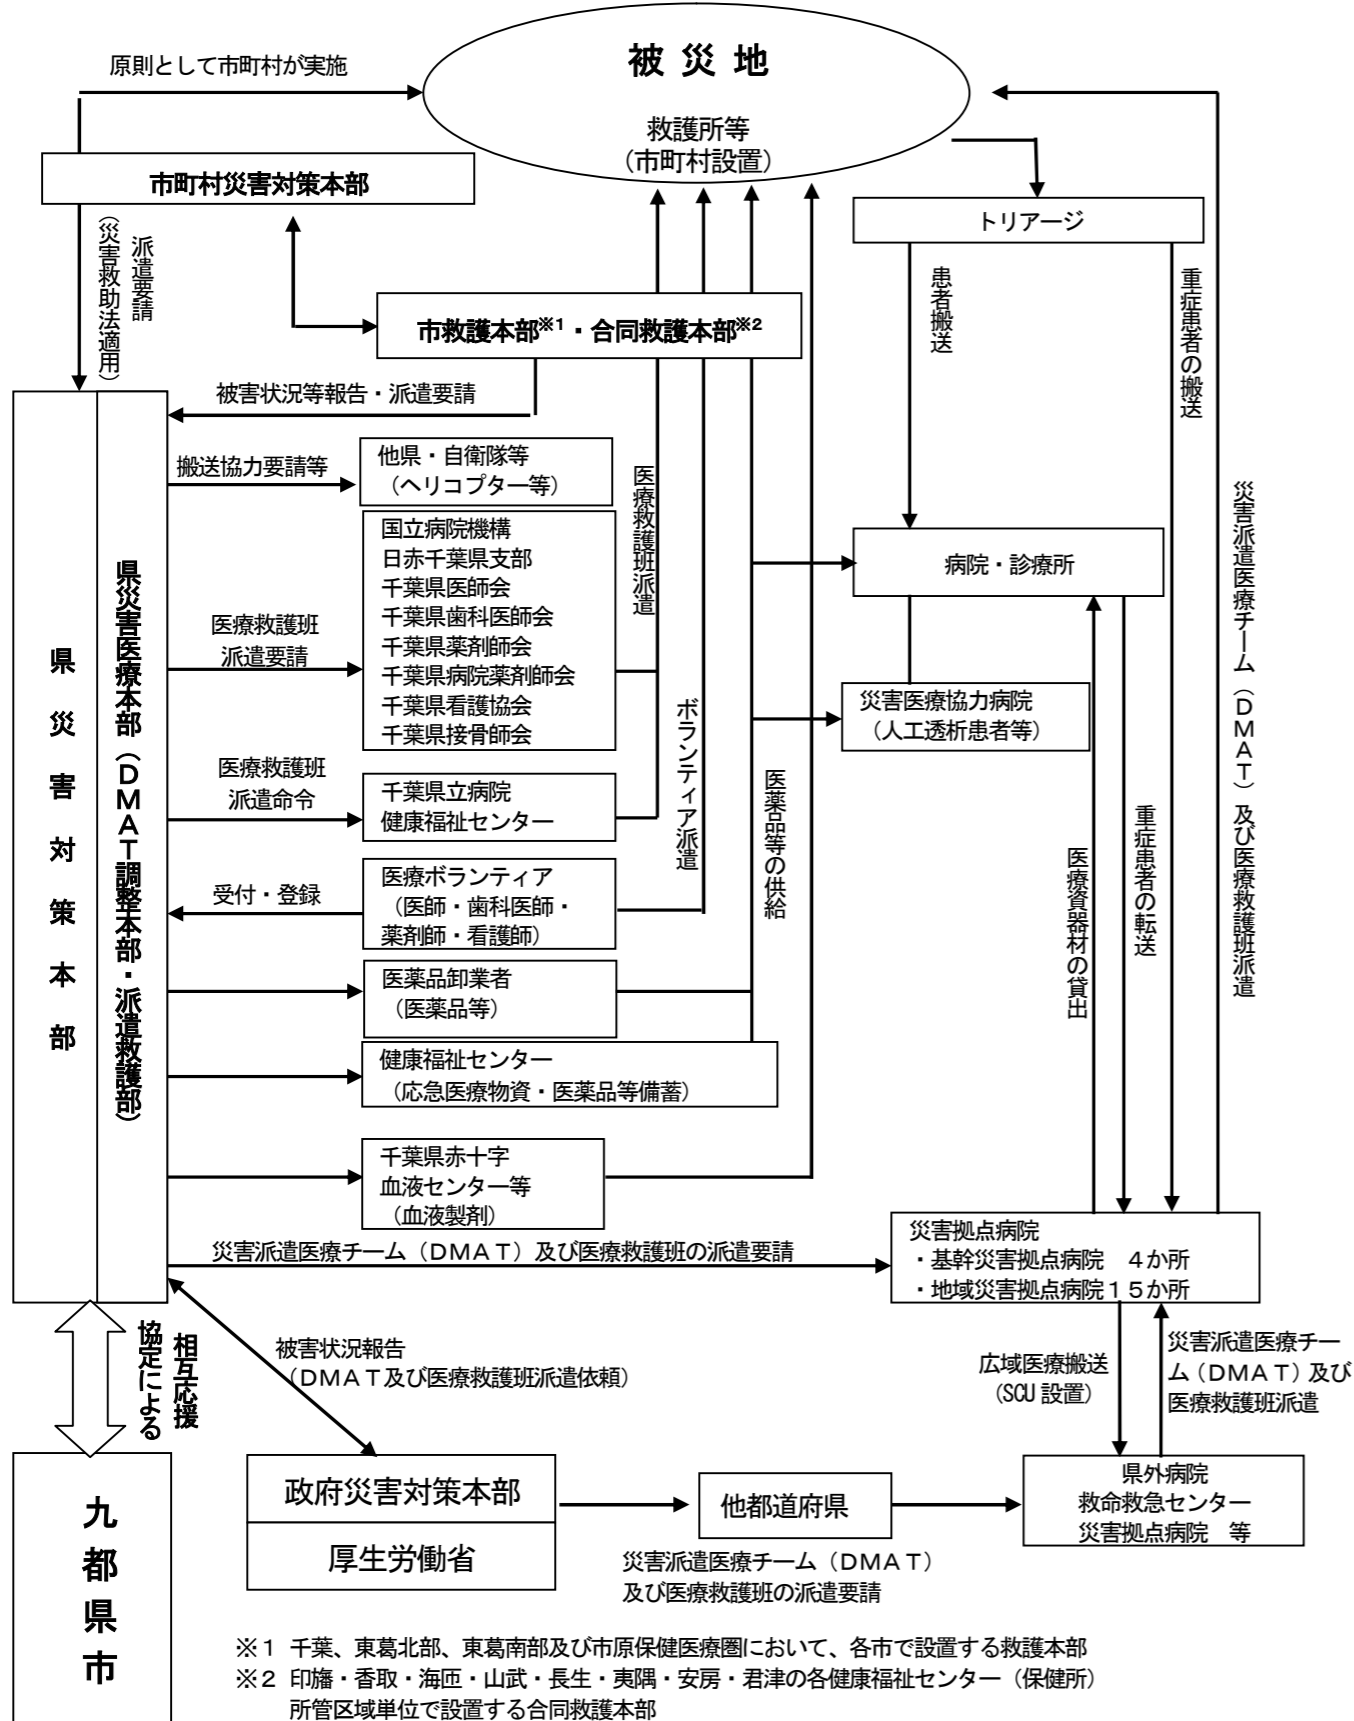 被災地
救護所等
（市町村設置）
原則として市町村が実施
市町村災害対策本部
派遣要請
（災害救助法適用）
トリアージ
患者搬送
重症患者の搬送
市救護本部※1・合同救護本部※2
被害状況等報告・派遣要請
県災害対策本部
県災害医療本部（ＤＭＡＴ調整本部・派遣救護部）
搬送協力要請等
他県・自衛隊等
（ヘリコプター等）
医療救護班
派遣要請
国立病院機構
日赤千葉県支部
千葉県医師会
千葉県歯科医師会
千葉県薬剤師会
千葉県病院薬剤師会
千葉県看護協会
千葉県接骨師会
医療救護班派遣
医療救護班
派遣命令
千葉県立病院
健康福祉センター
受付・登録
医療ボランティア
（医師・歯科医師・
薬剤師・看護師）
ボランティア派遣
医薬品卸業者
（医薬品等）
健康福祉センター
（応急医療物資・医薬品等備蓄）
医薬品等の供給
千葉県赤十字
血液センター等
（血液製剤）
病院・診療所
災害医療協力病院
（人工透析患者等）
医療資器材の貸出
重症患者の転送
災害派遣医療チーム（ＤＭＡＴ）及び医療救護班派遣
災害派遣医療チーム（ＤＭＡＴ）及び医療救護班の派遣要請
災害拠点病院
・基幹災害拠点病院　４か所
・地域災害拠点病院１５か所
相互応援
協定による
被害状況報告
（ＤＭＡＴ及び医療救護班派遣依頼）
広域医療搬送
（SCU 設置）
災害派遣医療チー
ム（ＤＭＡＴ）及び
医療救護班派遣
九都県市
政府災害対策本部
厚生労働省
他都道府県
県外病院
救命救急センター
災害拠点病院　等
災害派遣医療チーム（ＤＭＡＴ）
及び医療救護班の派遣要請
※１ 千葉、東葛北部、東葛南部及び市原保健医療圏において、各市で設置する救護本部
※２ 印旛・香取・海匝・山武・長生・夷隅・安房・君津の各健康福祉センター（保健所）
所管区域単位で設置する合同救護本部